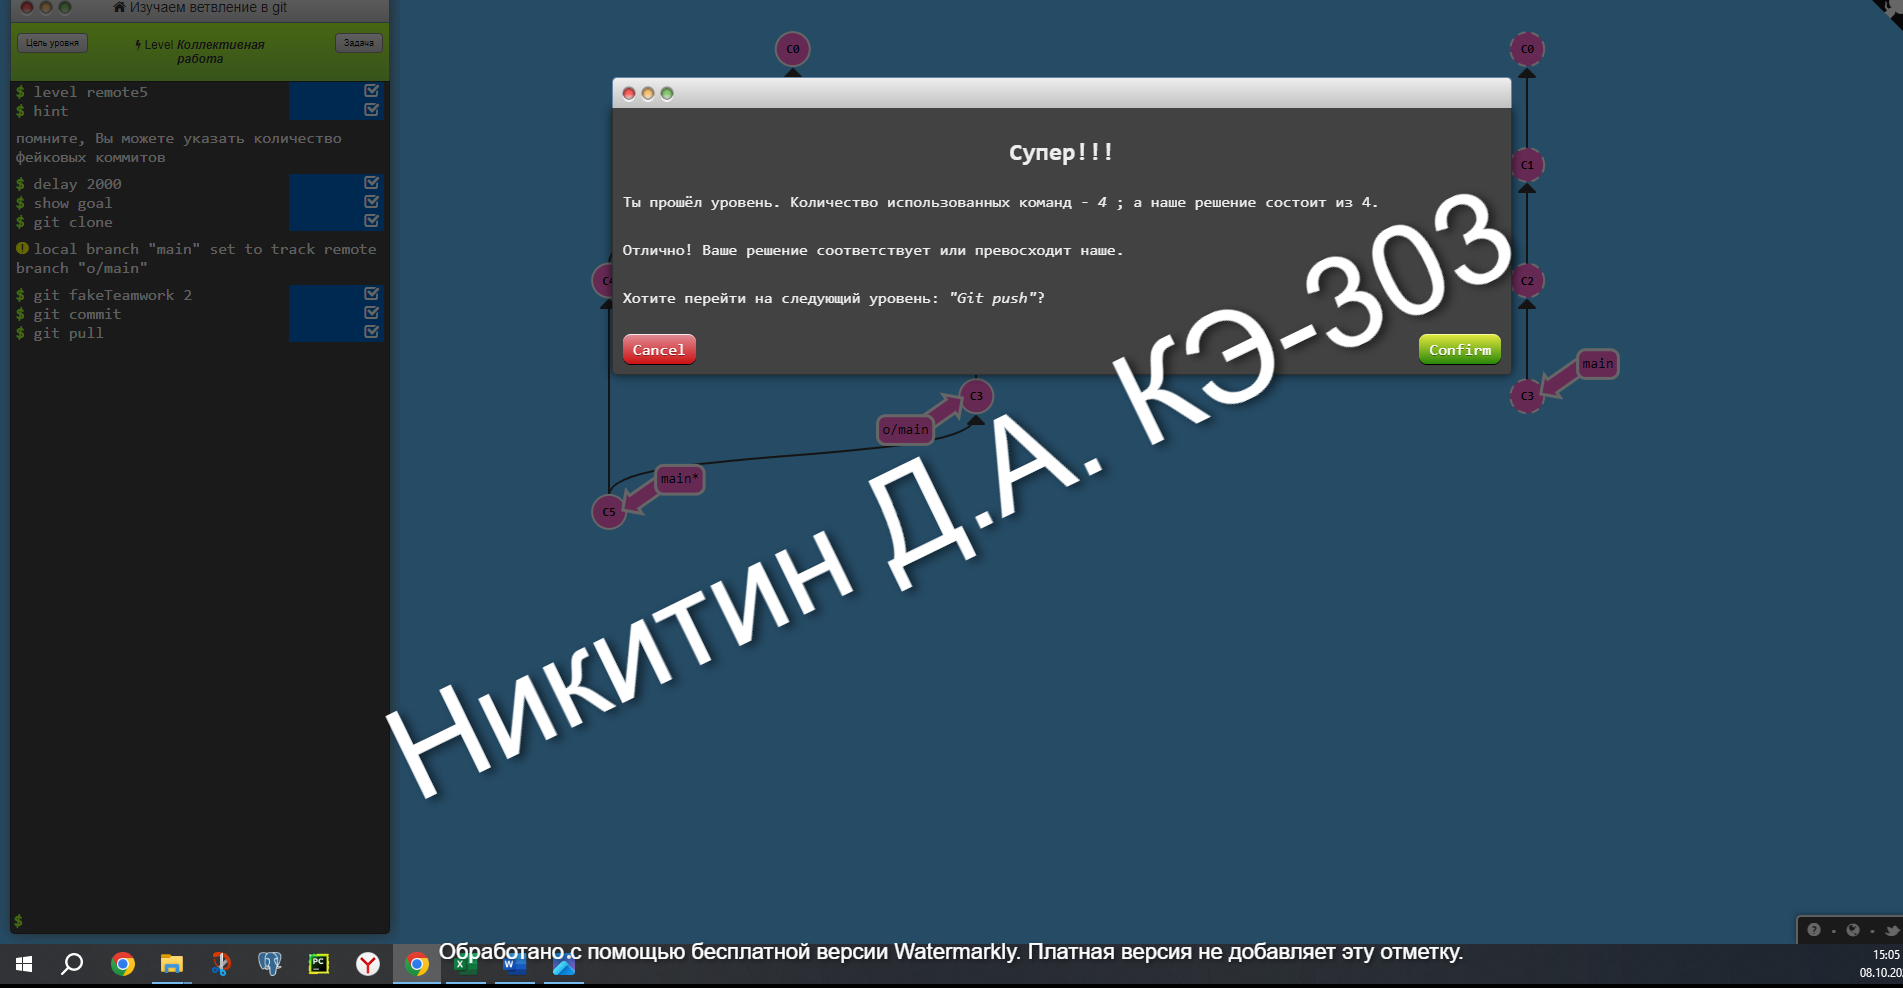 Изучаем ветвление в git
Цель уровня
Level Коллективная
работа
Задача
$ level remote5
$ hint
помните, Вы можете указать количество
фейковых коммитов
$ delay 2000
$ show goal
$ git clone
local branch "main" set to track remote
branch "o/main"
$ git fakeTeamwork 2
$ git commit
$ git pull
$
C0
Супер!!!
Ты прошёл уровень. Количество использованных команд - 4 ; а наше решение состоит из 4.
Отлично! Ваше решение соответствует или превосходит наше.
Хотите перейти на следующий уровень: "Git push"?
Cancel
Confirm
C3
o/main
main*
C5
C0
C1
C2
C3
main
Никитин Д.А. КЭ-303
Обработано с помощью бесплатной версии Watermarkly. Платная версия не добавляет эту отметку.
15:05
08.10.20